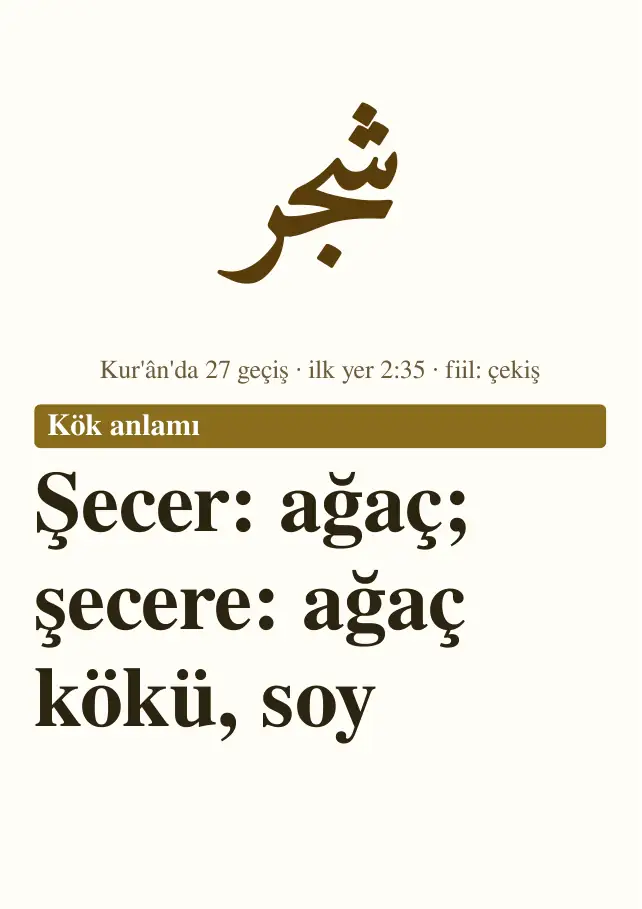 شجر
Kur'ân'da 27 geçiş · ilk yer 2:35 · fiil: çekiş
Kök anlamı
Şecer: ağaç;
şecere: ağaç
kökü, soy